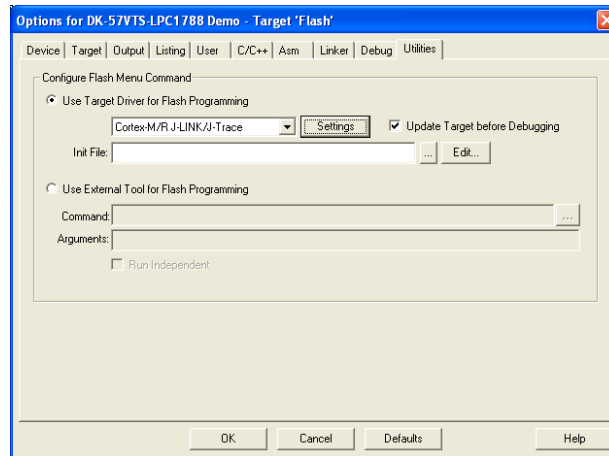 Options for DK-57VTS-LPC1788 Demo - Target 'Flash'
Device Target Output Listing User C/C++ Asm Linker Debug Utilities
Configure Flash Menu Command
Use Target Driver for Flash Programming
Cortex-M/R J-LINK/J-Trace Settings Update Target before Debugging
Init File: ... Edit...
Use External Tool for Flash Programming
Command: ...
Arguments:
Run Independent
OK Cancel Defaults Help